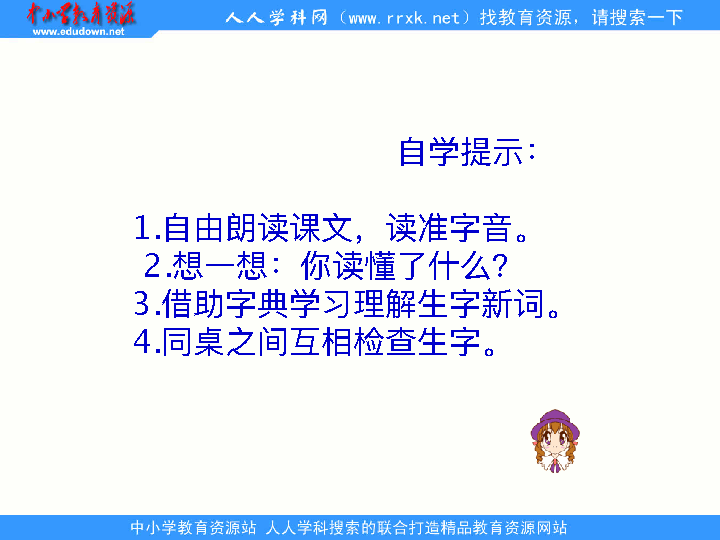 中小学教育资源
www.edudown.net
人人学科网（www.rrxk.net）找教育资源，请搜索一下
自学提示：
1.自由朗读课文，读准字音。
2.想一想：你读懂了什么？
3.借助字典学习理解生字新词。
4.同桌之间互相检查生字。
中小学教育资源站 人人学科搜索的联合打造精品教育资源网站